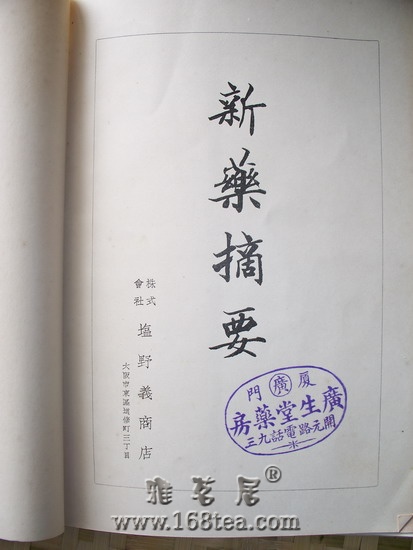 新藥摘要
株式會社 塩野義商店
大阪市東區道修町三丁目
厦廣門
廣生堂藥房
開元路電話九三
雅茗居
www.168tea.com